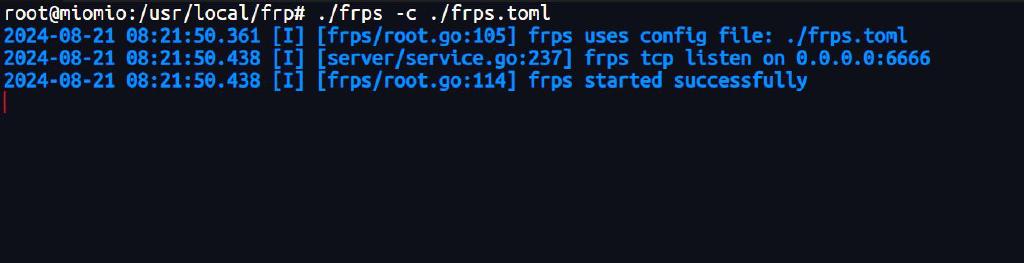 root@miomio:/usr/local/frp# ./frps -c ./frps.toml
2024-08-21 08:21:50.361 [I] [frps/root.go:105] frps uses config file: ./frps.toml
2024-08-21 08:21:50.438 [I] [server/service.go:237] frps tcp listen on 0.0.0.0:6666
2024-08-21 08:21:50.438 [I] [frps/root.go:114] frps started successfully